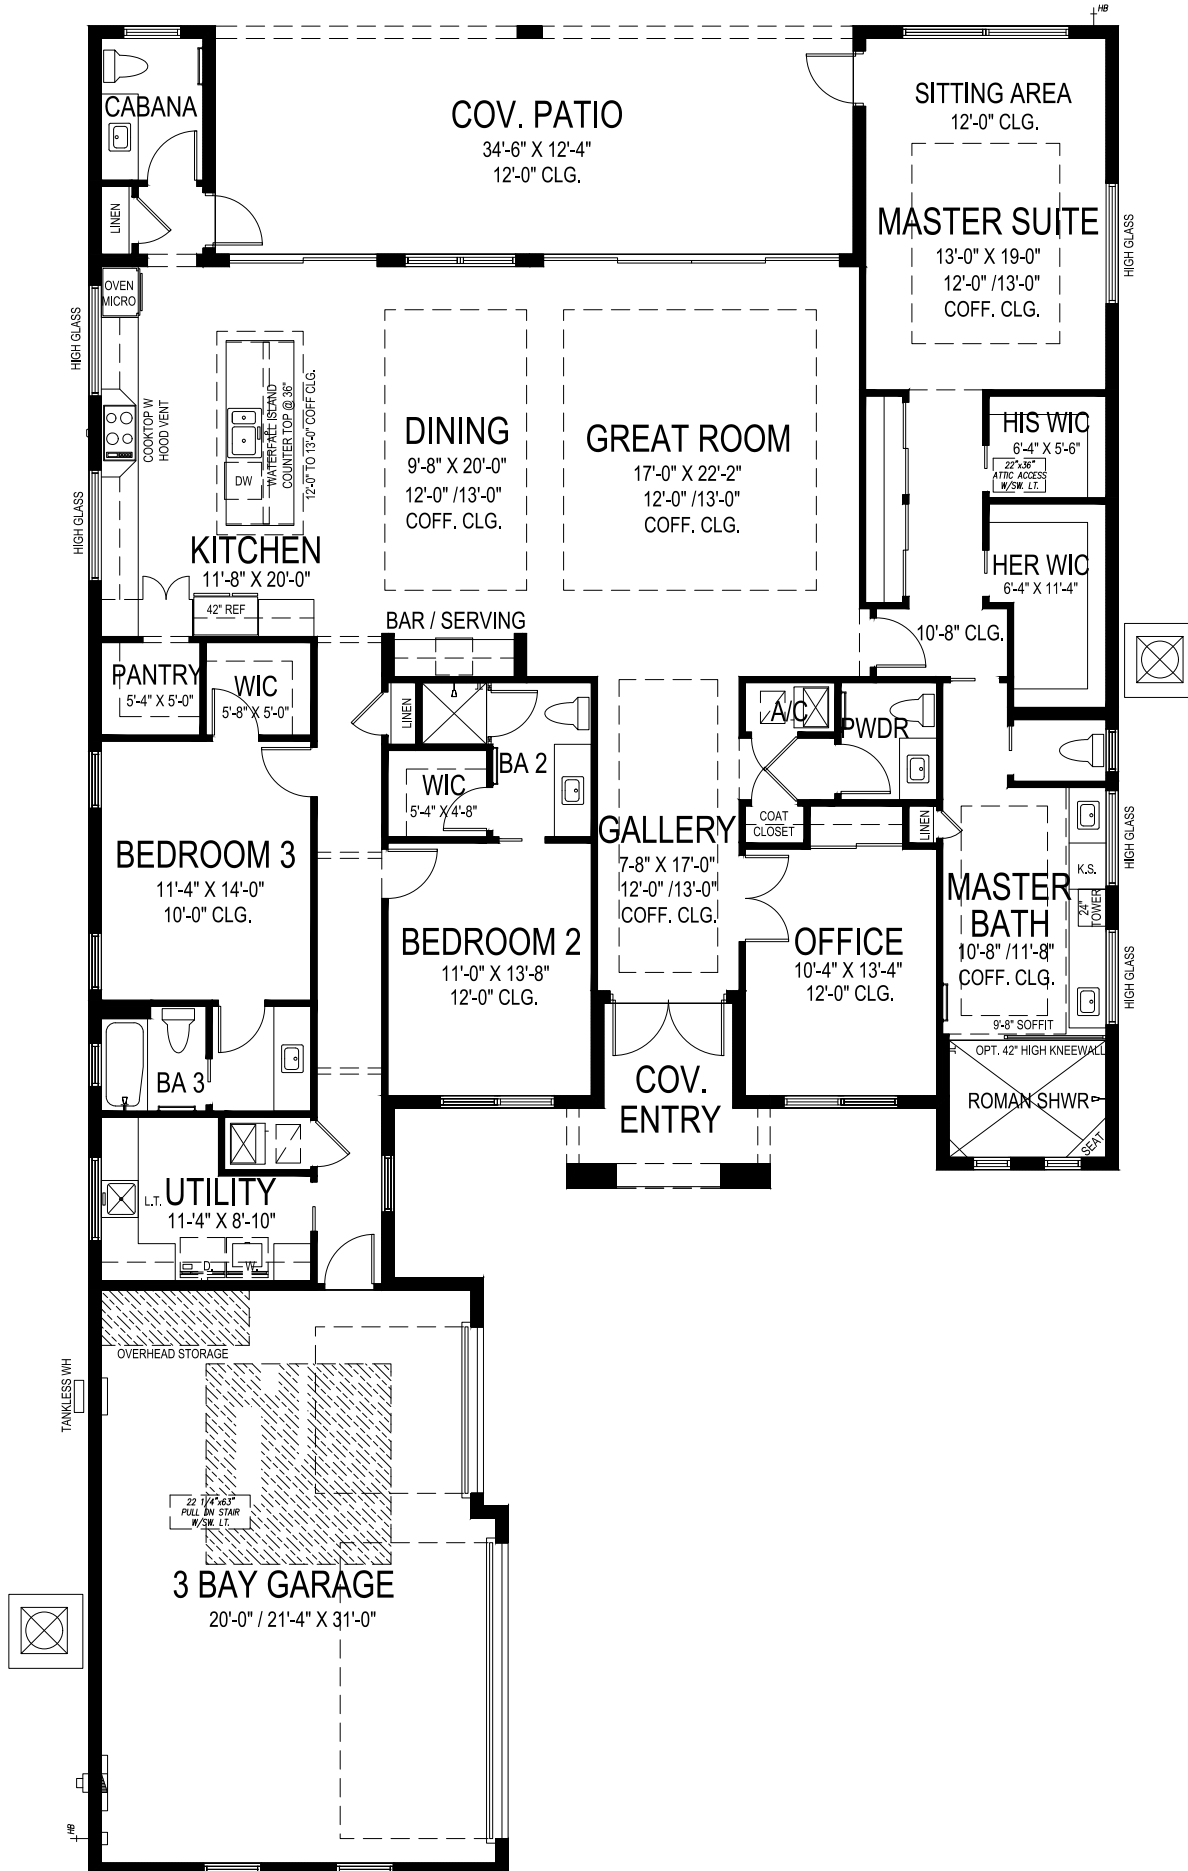 HB
CABANA
COV. PATIO
34'-6" X 12'-4"
12'-0" CLG.
SITTING AREA
12'-0" CLG.
LINEN
MASTER SUITE
13'-0" X 19'-0"
12'-0" /13'-0"
COFF. CLG.
HIGH GLASS
OVEN
MICRO
HIGH GLASS
COOKTOP W
HOOD VENT
WATERFALL ISLAND
COUNTER TOP @ 36"
12'-0" TO 13'-0" COFF CLG.
DW
HIGH GLASS
KITCHEN
11'-8" X 20'-0"
42" REF
DINING
9'-8" X 20'-0"
12'-0" /13'-0"
COFF. CLG.
GREAT ROOM
17'-0" X 22'-2"
12'-0" /13'-0"
COFF. CLG.
HIS WIC
6'-4" X 5'-6"
22"x36"
ATTIC ACCESS
W/SW. LT.
HER WIC
6'-4" X 11'-4"
BAR / SERVING
10'-8" CLG.
PANTRY
5'-4" X 5'-0"
WIC
5'-8" X 5'-0"
LINEN
A/C
PWDR
BA 2
WIC
5'-4" X 4'-8"
COAT
CLOSET
LINEN
HIGH GLASS
GALLERY
7-8" X 17'-0"
12'-0" /13'-0"
COFF. CLG.
BEDROOM 3
11'-4" X 14'-0"
10'-0" CLG.
K.S.
24"
TOWER
MASTER
BATH
10'-8" /11'-8"
COFF. CLG.
HIGH GLASS
BEDROOM 2
11'-0" X 13'-8"
12'-0" CLG.
OFFICE
10'-4" X 13'-4"
12'-0" CLG.
9'-8" SOFFIT
OPT. 42" HIGH KNEEWALL
BA 3
COV.
ENTRY
ROMAN SHWR
SEAT
L.T.
UTILITY
11-'4" X 8'-10"
D.
W.
OVERHEAD STORAGE
TANKLESS WH
22 1/4"x63"
PULL DN STAIR
W/SW. LT.
3 BAY GARAGE
20'-0" / 21'-4" X 31'-0"
HB